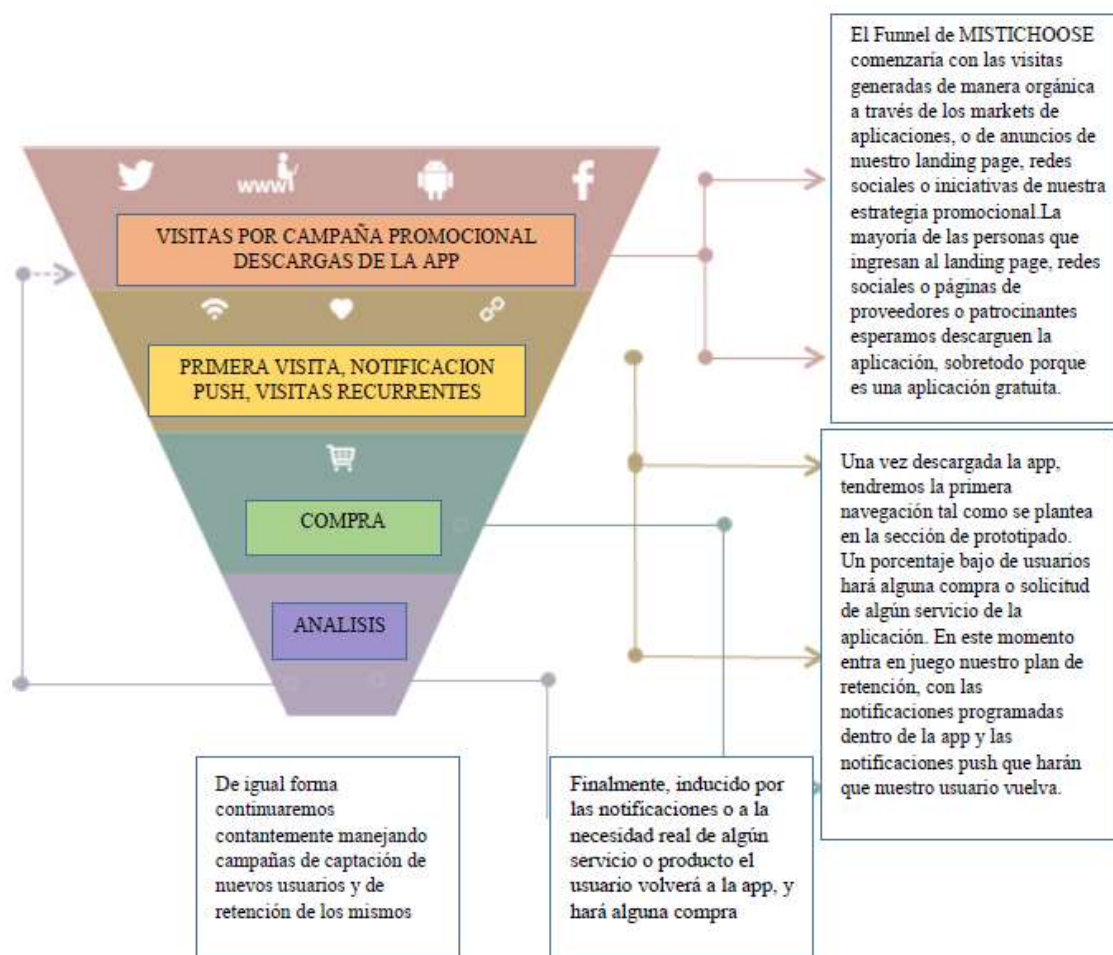 El Funnel de MISTICHOOSE
comenzaría con las visitas
generadas de manera orgánica
a través de los markets de
aplicaciones, o de anuncios de
nuestro landing page, redes
sociales o iniciativas de nuestra
estrategia promocional.La
mayoría de las personas que
ingresan al landing page, redes
sociales o páginas de
proveedores o patrocinantes
esperamos descarguen la
aplicación, sobretodo porque
es una aplicación gratuita.
www
VISITAS POR CAMPAÑA PROMOCIONAL
DESCARGAS DE LA APP
PRIMERA VISITA, NOTIFICACION
PUSH, VISITAS RECURRENTES
COMPRA
ANALISIS
Una vez descargada la app,
tendremos la primera
navegación tal como se plantea
en la sección de prototipado.
Un porcentaje bajo de usuarios
hará alguna compra o solicitud
de algún servicio de la
aplicación. En este momento
entra en juego nuestro plan de
retención, con las
notificaciones programadas
dentro de la app y las
notificaciones push que harán
que nuestro usuario vuelva.
De igual forma
continuaremos
contantemente manejando
campañas de captación de
nuevos usuarios y de
retención de los mismos
Finalmente, inducido por
las notificaciones o a la
necesidad real de algún
servicio o producto el
usuario volverá a la app, y
hará alguna compra